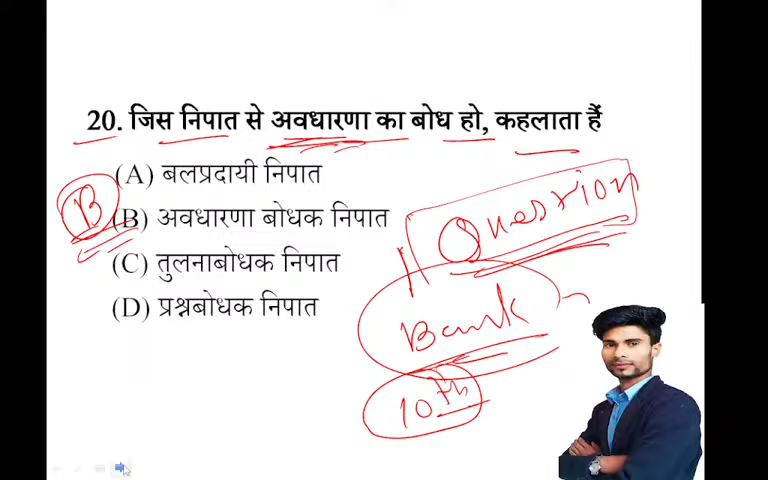 20. जिस निपात से अवधारणा का बोध हो, कहलाता हैं
(A) बलप्रदायी निपात
B
(B) अवधारणा बोधक निपात
Question
(C) तुलनाबोधक निपात
(D) प्रश्नबोधक निपात
Bank
10th